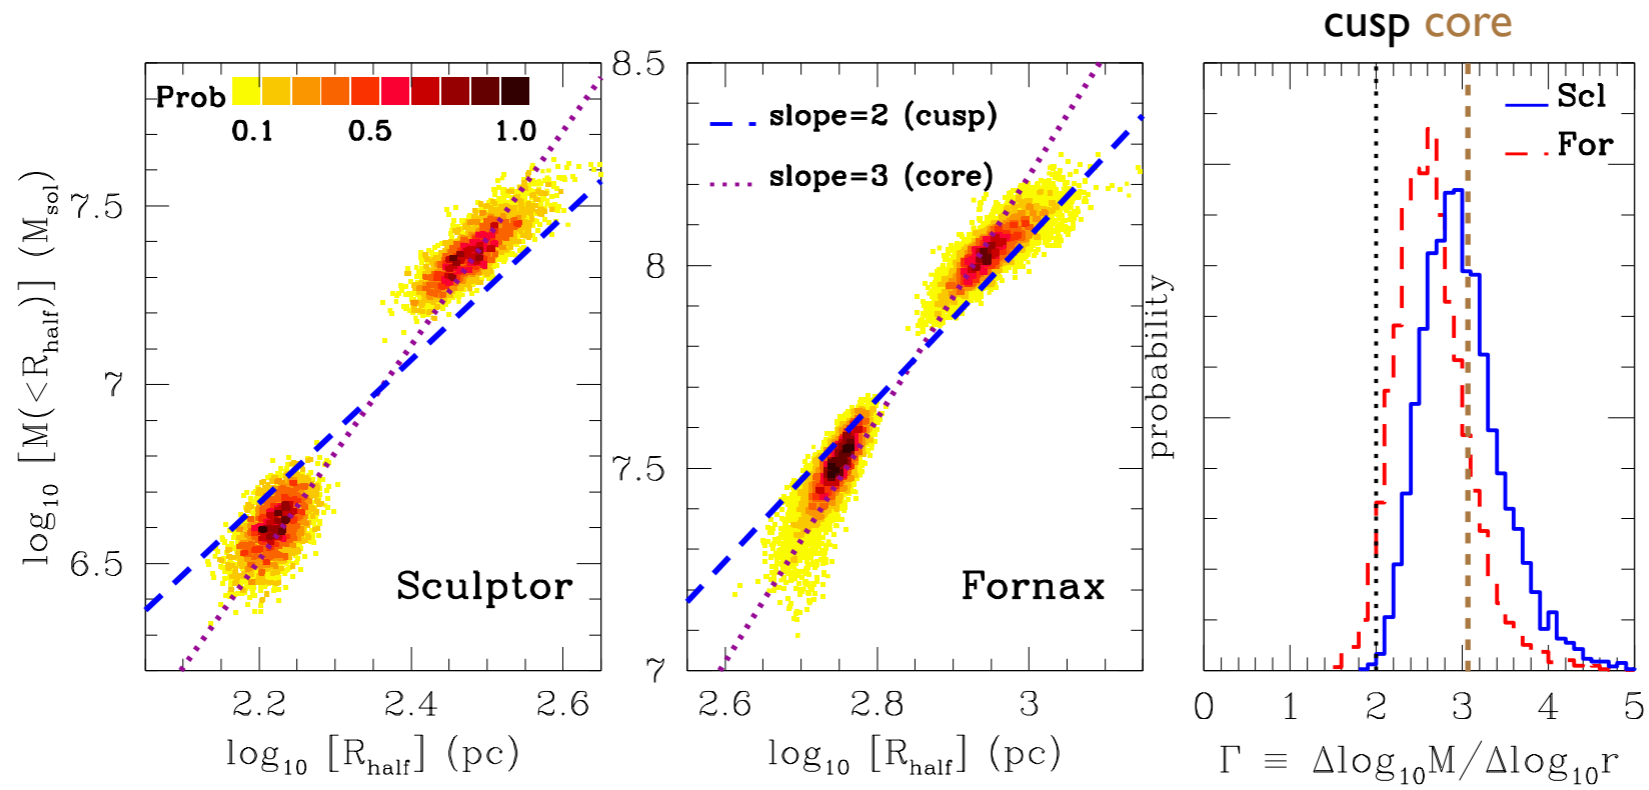 cusp core
Prob
0.1 0.5 1.0
7.5
7
6.5
log10 [M(<Rhalf)] (Msol)
Sculptor
2.2 2.4 2.6
log10 [Rhalf] (pc)
8.5
8
7.5
7
slope=2 (cusp)
slope=3 (core)
Fornax
2.6 2.8 3
log10 [Rhalf] (pc)
probability
Scl
For
0 1 2 3 4 5
Γ ≡ Δlog10M/Δlog10r